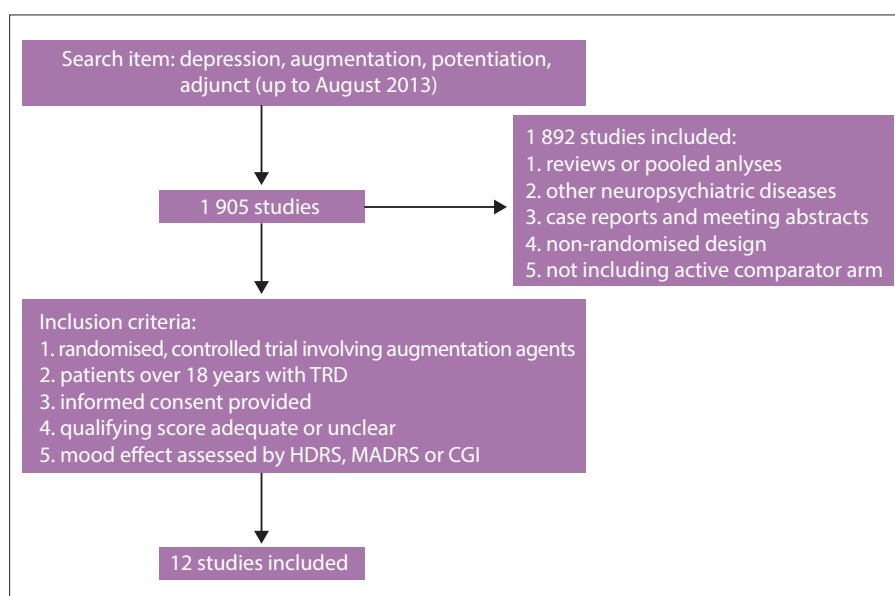 Search item: depression, augmentation, potentiation,
adjunct (up to August 2013)
1 905 studies
1 892 studies included:
1. reviews or pooled anlyses
2. other neuropsychiatric diseases
3. case reports and meeting abstracts
4. non-randomised design
5. not including active comparator arm
Inclusion criteria:
1. randomised, controlled trial involving augmentation agents
2. patients over 18 years with TRD
3. informed consent provided
4. qualifying score adequate or unclear
5. mood effect assessed by HDRS, MADRS or CGI
12 studies included